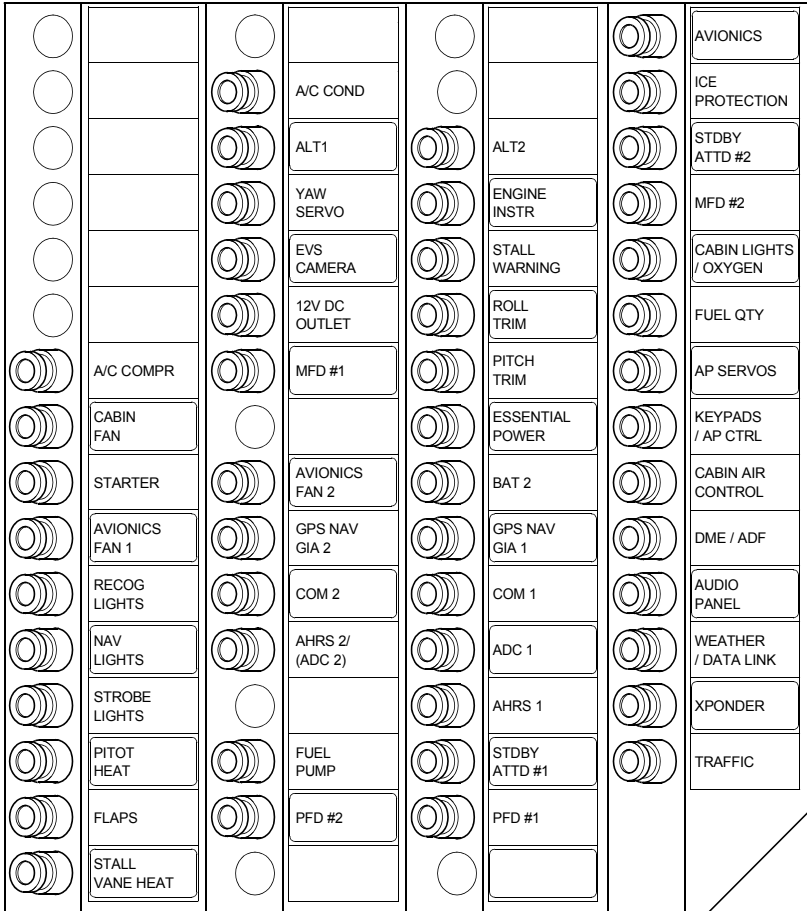 A/C COMPR
CABIN
FAN
STARTER
AVIONICS
FAN 1
RECOG
LIGHTS
NAV
LIGHTS
STROBE
LIGHTS
PITOT
HEAT
FLAPS
STALL
VANE HEAT
A/C COND
ALT1
YAW
SERVO
EVS
CAMERA
12V DC
OUTLET
MFD #1
AVIONICS
FAN 2
GPS NAV
GIA 2
COM 2
AHRS 2/
(ADC 2)
FUEL
PUMP
PFD #2
ALT2
ENGINE
INSTR
STALL
WARNING
ROLL
TRIM
PITCH
TRIM
ESSENTIAL
POWER
BAT 2
GPS NAV
GIA 1
COM 1
ADC 1
AHRS 1
STDBY
ATTD #1
PFD #1
AVIONICS
ICE
PROTECTION
STDBY
ATTD #2
MFD #2
CABIN LIGHTS
/ OXYGEN
FUEL QTY
AP SERVOS
KEYPADS
/ AP CTRL
CABIN AIR
CONTROL
DME / ADF
AUDIO
PANEL
WEATHER
/ DATA LINK
XPONDER
TRAFFIC